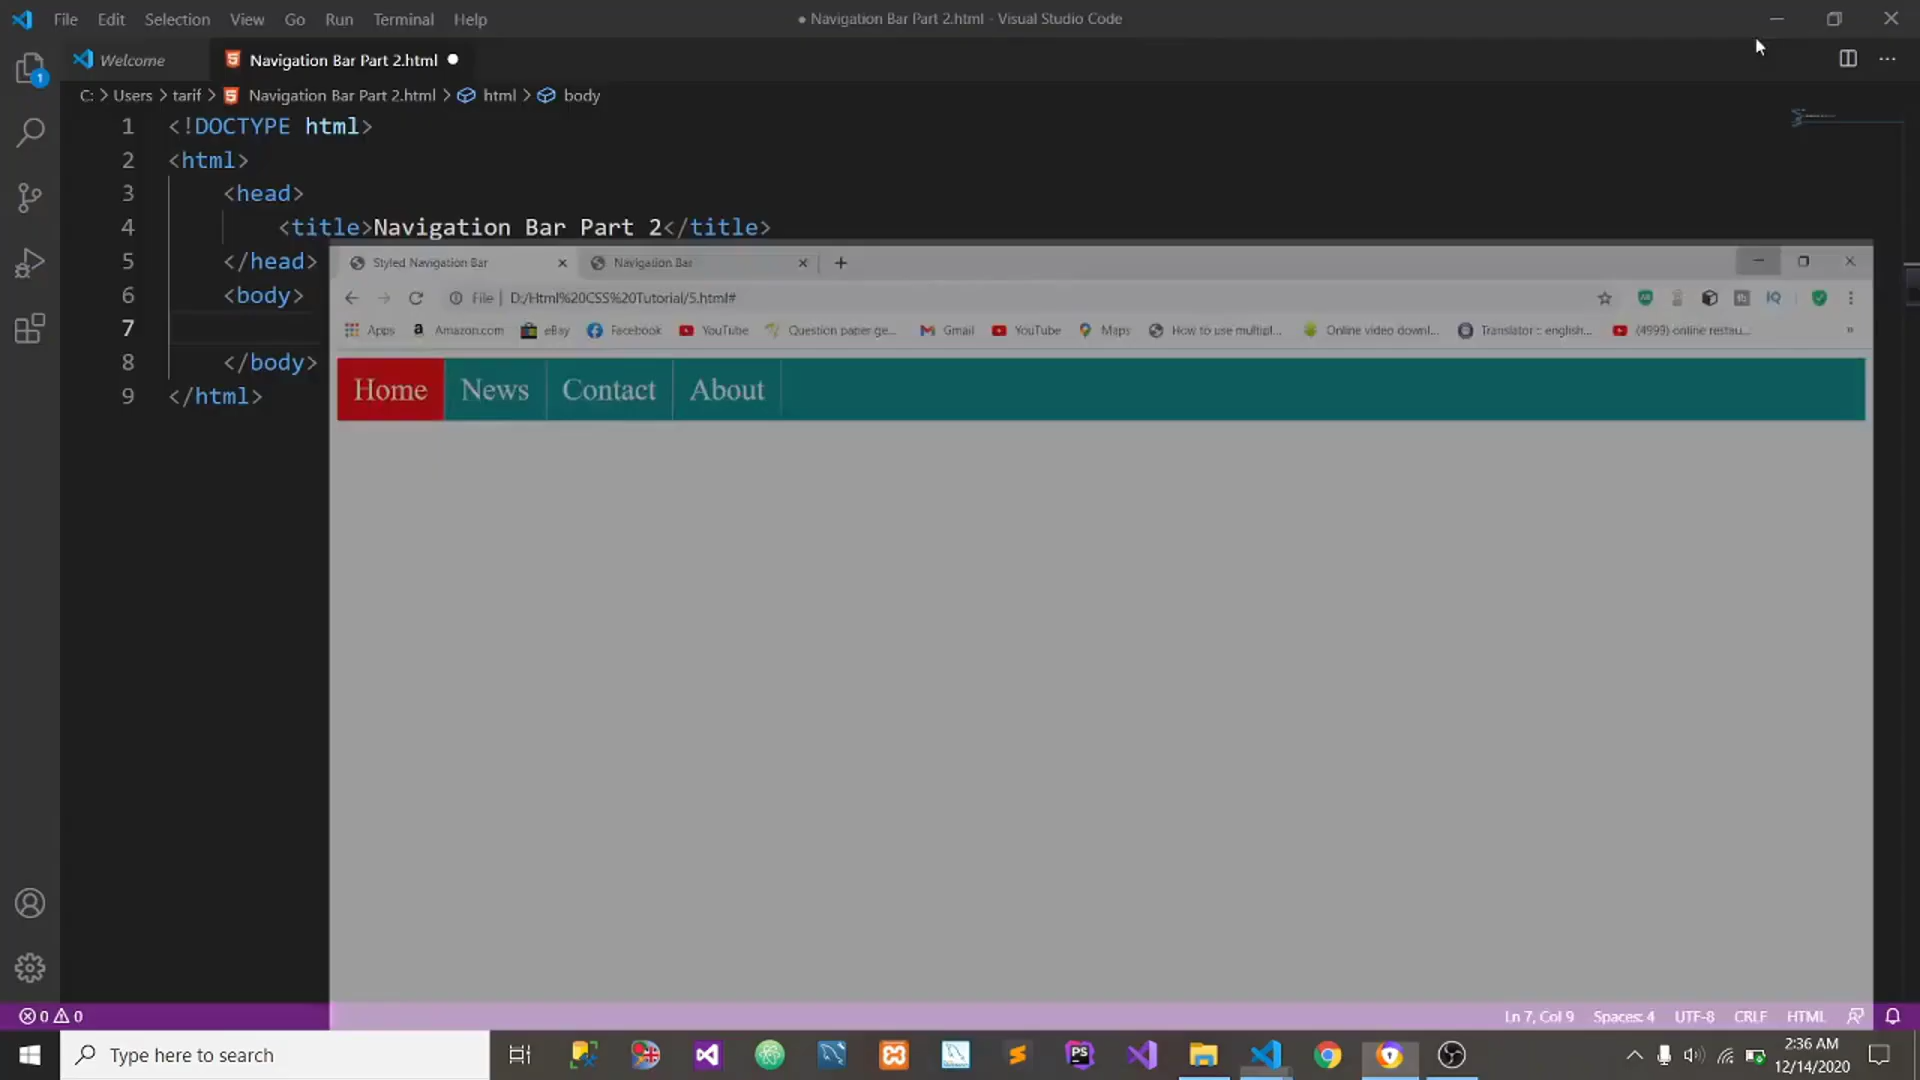 File Edit Selection View Go Run Terminal Help
● Navigation Bar Part 2.html - Visual Studio Code
Welcome
Navigation Bar Part 2.html
C: > Users > tarif > Navigation Bar Part 2.html > html > body
1 <!DOCTYPE html>
2 <html>
3 <head>
4 <title>Navigation Bar Part 2</title>
5 </head>
6 <body>
7
8 </body>
9 </html>
Styled Navigation Bar
Navigation Bar
File | D:/Html%20CSS%20Tutorial/5.html#
Apps Amazon.com eBay Facebook YouTube Question paper ge... Gmail YouTube Maps How to use multipl... Online video downl... Translator :: english... (4999) online restau... »
Home News Contact About
0 0
Ln 7, Col 9 Spaces: 4 UTF-8 CRLF HTML
Type here to search
2:36 AM
12/14/2020